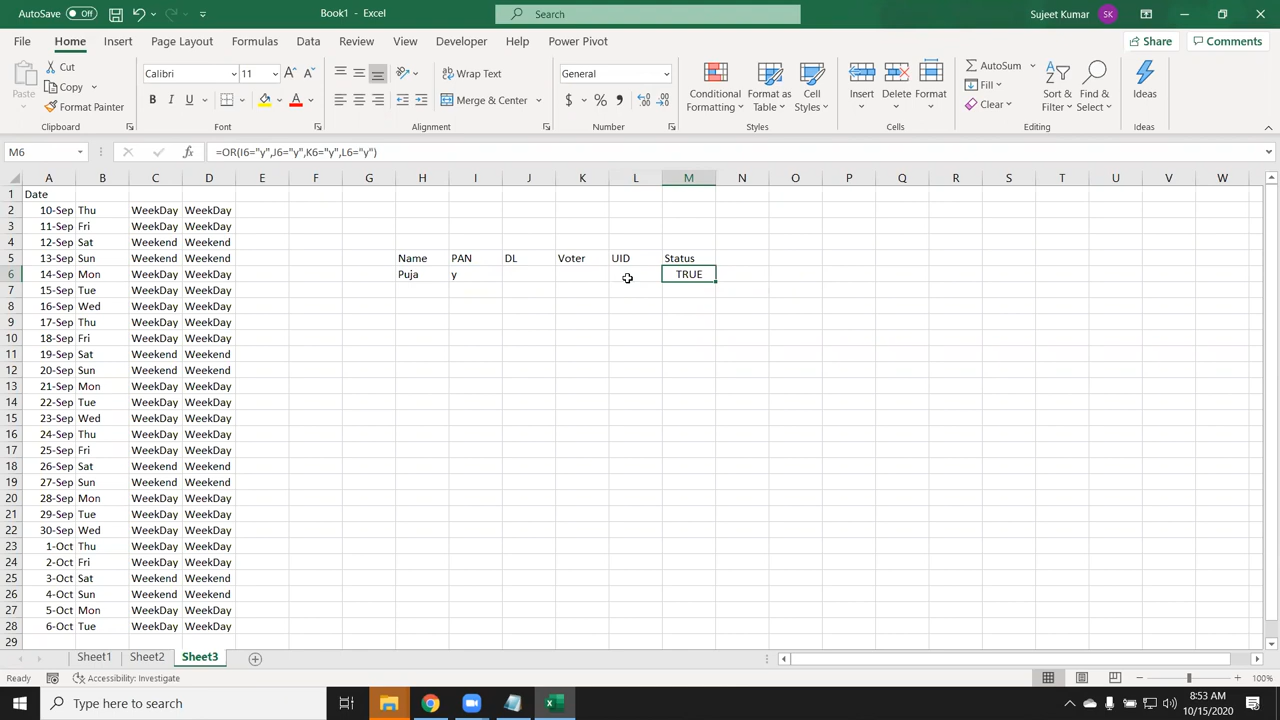 AutoSave Off Book1 - Excel Search Sujeet Kumar SK
File Home Insert Page Layout Formulas Data Review View Developer Help Power Pivot Share Comments
Paste Cut Copy Format Painter Clipboard
Calibri 11 A A B I U A Font
Wrap Text Merge & Center Alignment
General $ % , Number
Conditional Formatting Format as Table Cell Styles Styles
Insert Delete Format Cells
AutoSum Fill Clear Sort & Filter Find & Select Editing
Ideas Ideas
M6 fx =OR(I6="y",J6="y",K6="y",L6="y")
A B C D E F G H I J K L M N O P Q R S T U V W
1 Date
2 10-Sep Thu WeekDay WeekDay
3 11-Sep Fri WeekDay WeekDay
4 12-Sep Sat Weekend Weekend
5 13-Sep Sun Weekend Weekend Name PAN DL Voter UID Status
6 14-Sep Mon WeekDay WeekDay Puja y TRUE
7 15-Sep Tue WeekDay WeekDay
8 16-Sep Wed WeekDay WeekDay
9 17-Sep Thu WeekDay WeekDay
10 18-Sep Fri WeekDay WeekDay
11 19-Sep Sat Weekend Weekend
12 20-Sep Sun Weekend Weekend
13 21-Sep Mon WeekDay WeekDay
14 22-Sep Tue WeekDay WeekDay
15 23-Sep Wed WeekDay WeekDay
16 24-Sep Thu WeekDay WeekDay
17 25-Sep Fri WeekDay WeekDay
18 26-Sep Sat Weekend Weekend
19 27-Sep Sun Weekend Weekend
20 28-Sep Mon WeekDay WeekDay
21 29-Sep Tue WeekDay WeekDay
22 30-Sep Wed WeekDay WeekDay
23 1-Oct Thu WeekDay WeekDay
24 2-Oct Fri WeekDay WeekDay
25 3-Oct Sat Weekend Weekend
26 4-Oct Sun Weekend Weekend
27 5-Oct Mon WeekDay WeekDay
28 6-Oct Tue WeekDay WeekDay
29
Sheet1 Sheet2 Sheet3
Ready Accessibility: Investigate 100%
Type here to search 8:53 AM
10/15/2020